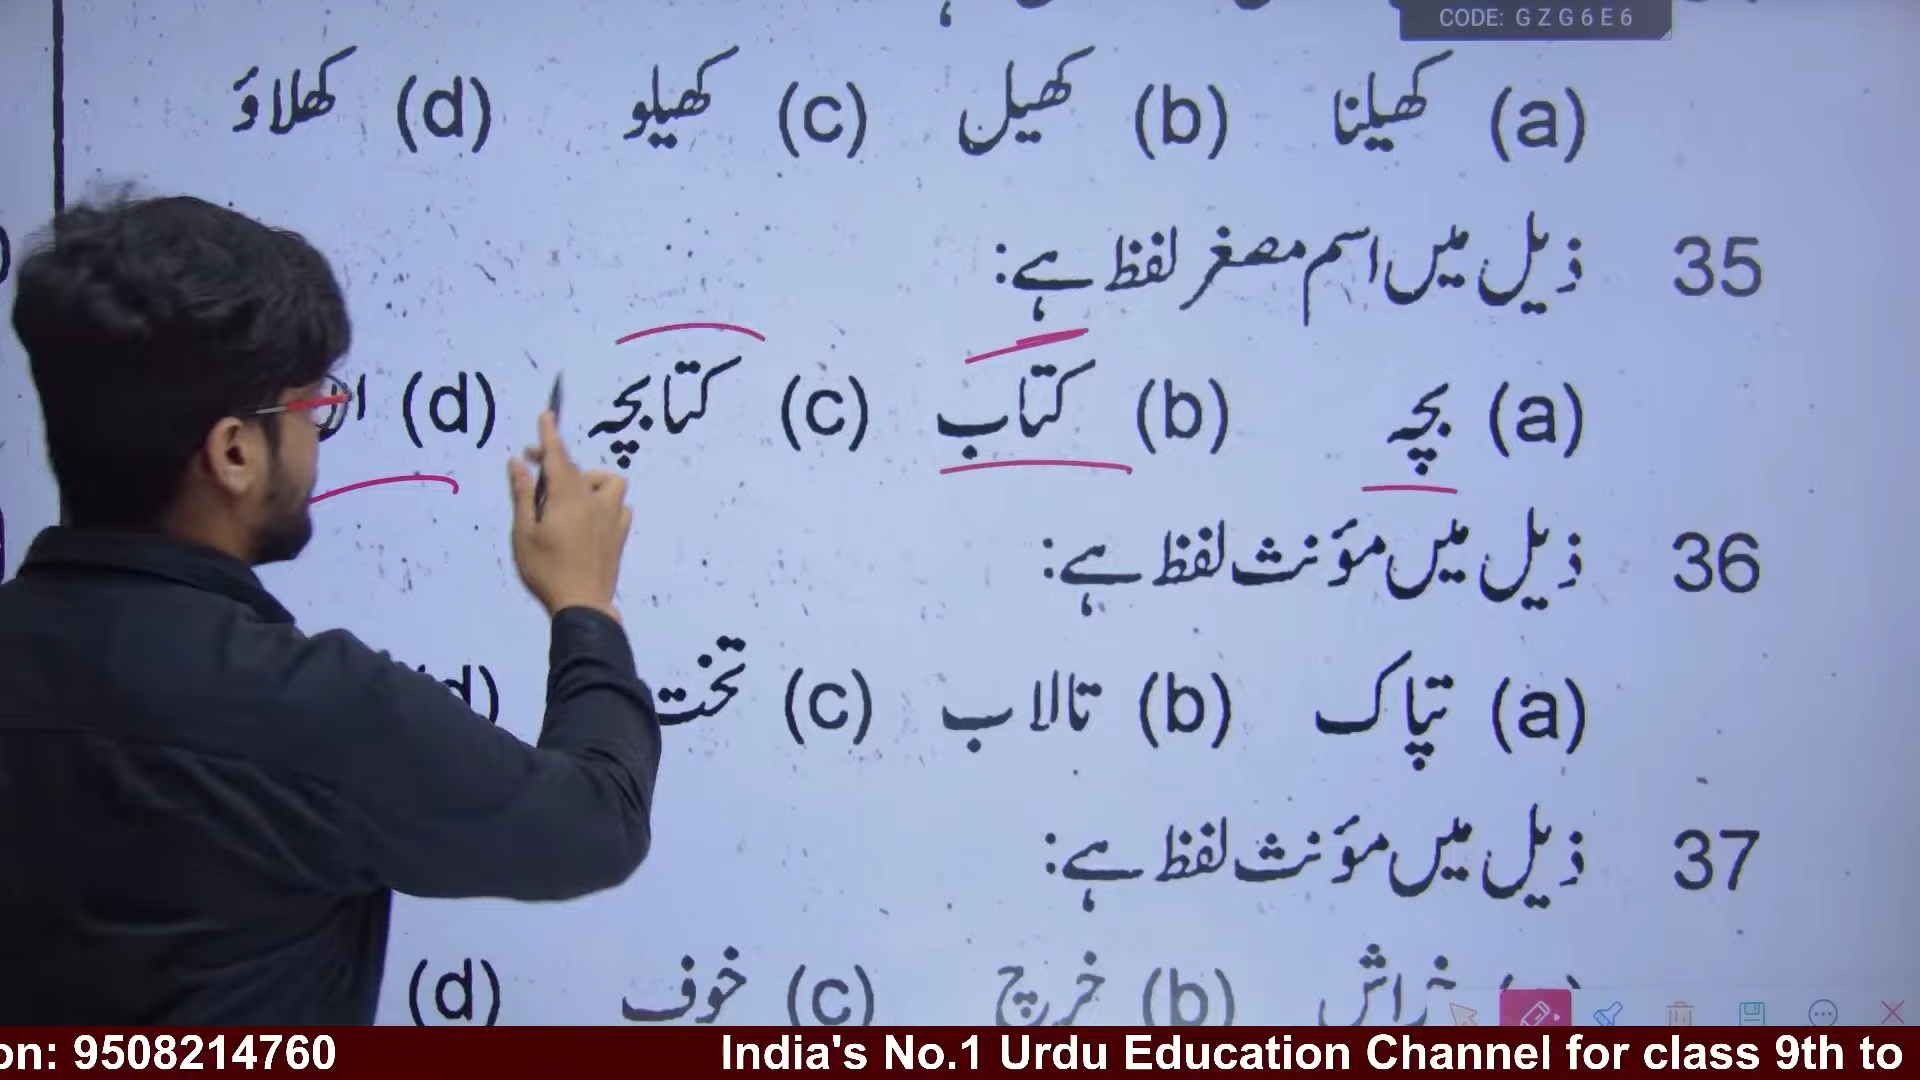 CODE: GZG6E6
(a) کھیلنا (b) کھیل (c) کھیلو (d) کھلاؤ
35 ذیل میں اسم مصغر لفظ ہے:
(a) بچہ (b) کتاب (c) کتابچہ (d)
36 ذیل میں مؤنث لفظ ہے:
(a) تپاک (b) تالاب (c) تخت (d)
37 ذیل میں مؤنث لفظ ہے:
(a) خراش (b) خرچ (c) خوف (d)
on: 9508214760 India's No.1 Urdu Education Channel for class 9th to